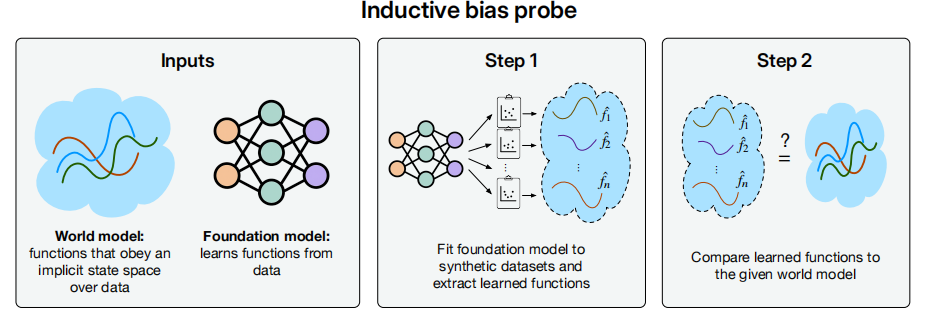 Inductive bias probe
Inputs
World model:
functions that obey an
implicit state space
over data
Foundation model:
learns functions from
data
Step 1
f̂₁
f̂₂
⋮
f̂ₙ
Fit foundation model to
synthetic datasets and
extract learned functions
Step 2
f̂₁
f̂₂
⋮
f̂ₙ
?
=
Compare learned functions to
the given world model